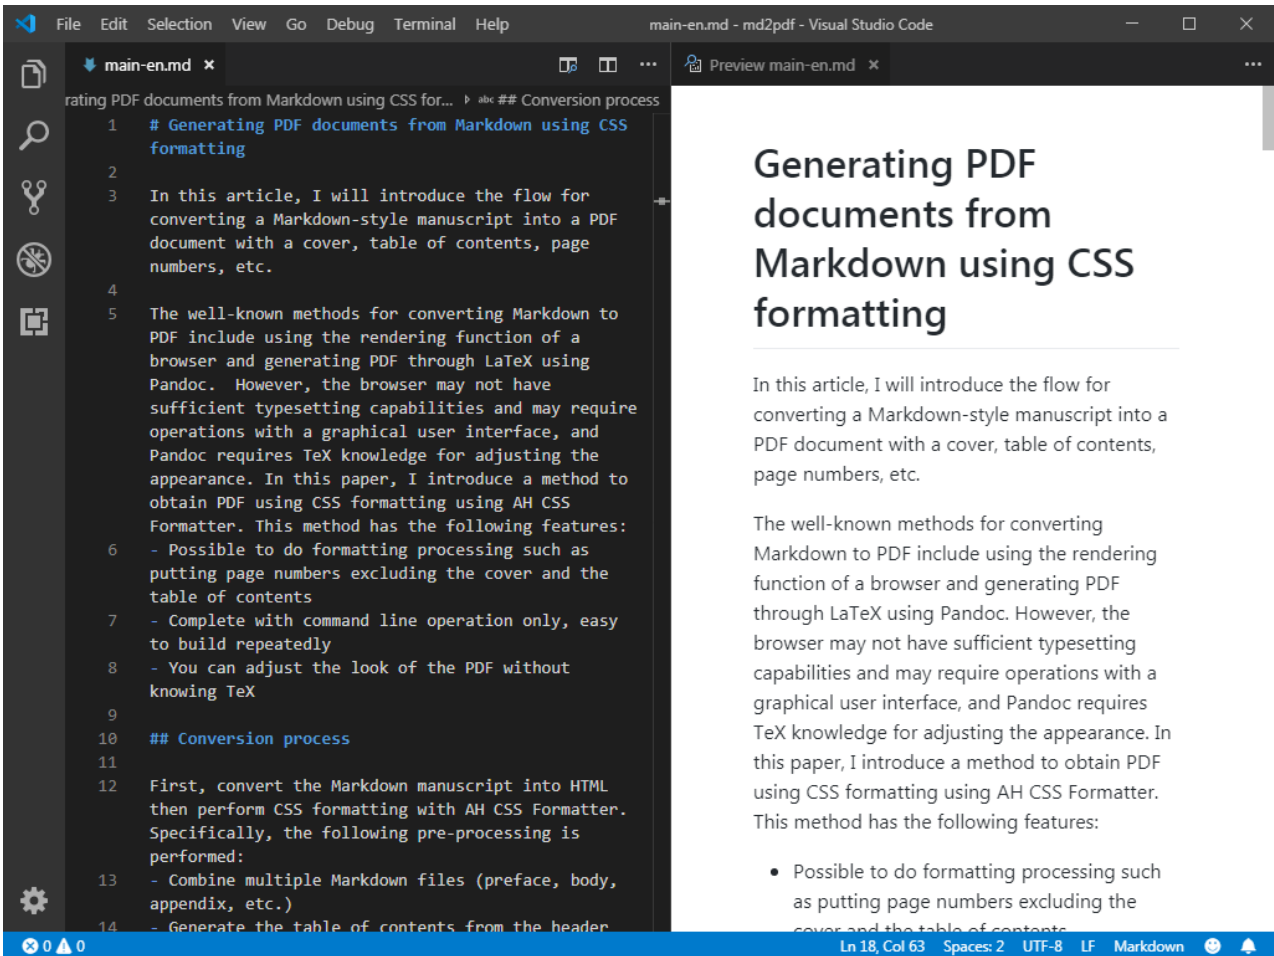 File Edit Selection View Go Debug Terminal Help main-en.md - md2pdf - Visual Studio Code
main-en.md ×
rating PDF documents from Markdown using CSS for... abc ## Conversion process
1 # Generating PDF documents from Markdown using CSS
formatting
2
3 In this article, I will introduce the flow for
converting a Markdown-style manuscript into a PDF
document with a cover, table of contents, page
numbers, etc.
4
5 The well-known methods for converting Markdown to
PDF include using the rendering function of a
browser and generating PDF through LaTeX using
Pandoc.  However, the browser may not have
sufficient typesetting capabilities and may require
operations with a graphical user interface, and
Pandoc requires TeX knowledge for adjusting the
appearance. In this paper, I introduce a method to
obtain PDF using CSS formatting using AH CSS
Formatter. This method has the following features:
6 - Possible to do formatting processing such as
putting page numbers excluding the cover and the
table of contents
7 - Complete with command line operation only, easy
to build repeatedly
8 - You can adjust the look of the PDF without
knowing TeX
9
10 ## Conversion process
11
12 First, convert the Markdown manuscript into HTML
then perform CSS formatting with AH CSS Formatter.
Specifically, the following pre-processing is
performed:
13 - Combine multiple Markdown files (preface, body,
appendix, etc.)
14 - Generate the table of contents from the header
Preview main-en.md ×
Generating PDF
documents from
Markdown using CSS
formatting
In this article, I will introduce the flow for
converting a Markdown-style manuscript into a
PDF document with a cover, table of contents,
page numbers, etc.
The well-known methods for converting
Markdown to PDF include using the rendering
function of a browser and generating PDF
through LaTeX using Pandoc. However, the
browser may not have sufficient typesetting
capabilities and may require operations with a
graphical user interface, and Pandoc requires
TeX knowledge for adjusting the appearance. In
this paper, I introduce a method to obtain PDF
using CSS formatting using AH CSS Formatter.
This method has the following features:
• Possible to do formatting processing such
as putting page numbers excluding the
cover and the table of contents
0 0 Ln 18, Col 63 Spaces: 2 UTF-8 LF Markdown